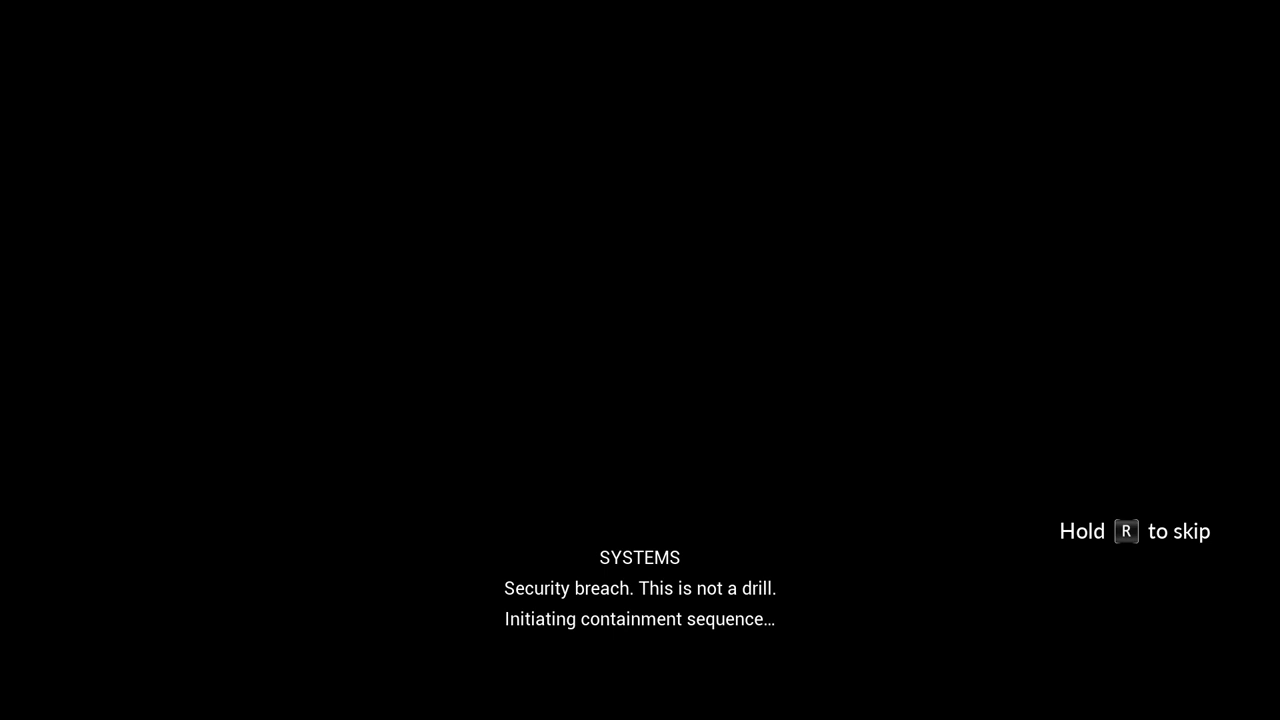 Hold R to skip
SYSTEMS
Security breach. This is not a drill.
Initiating containment sequence…